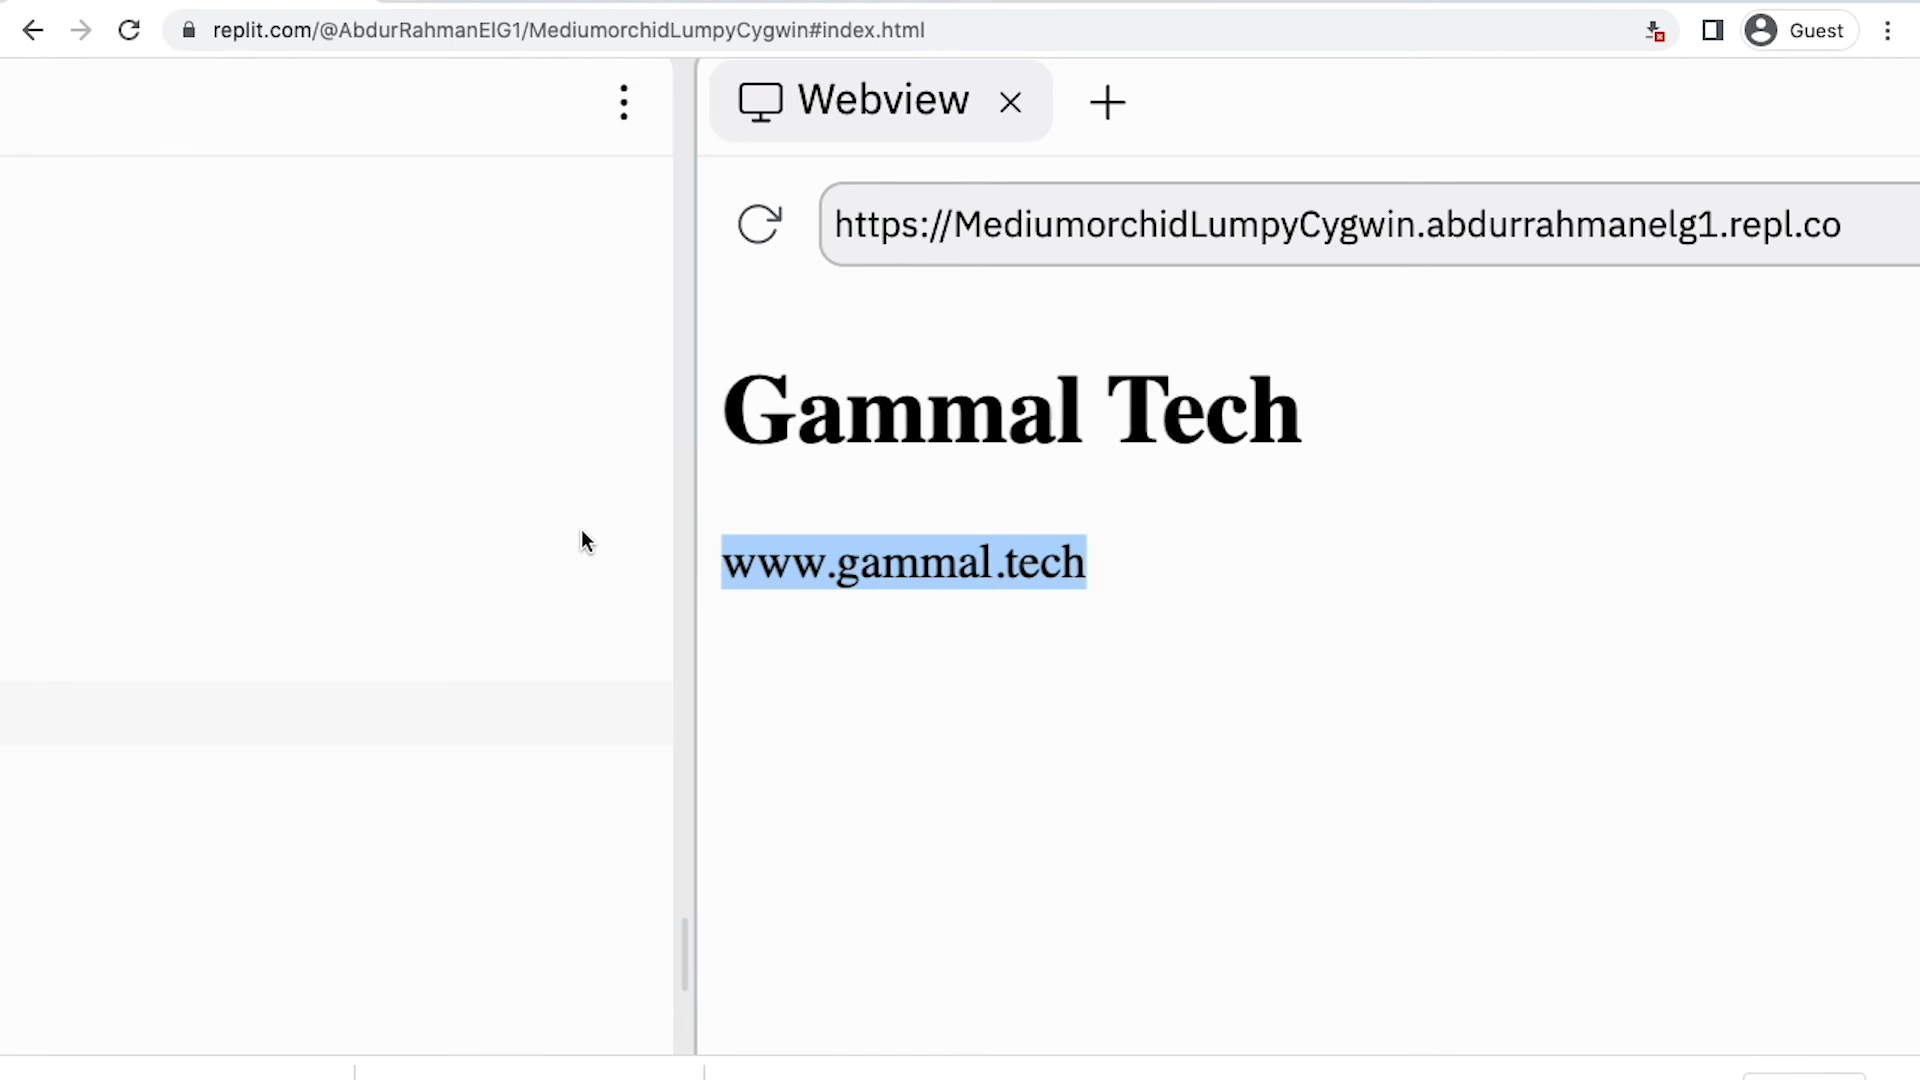 replit.com/@AbdurRahmanElG1/MediumorchidLumpyCygwin#index.html
Guest
Webview
https://MediumorchidLumpyCygwin.abdurrahmanelg1.repl.co
Gammal Tech
www.gammal.tech